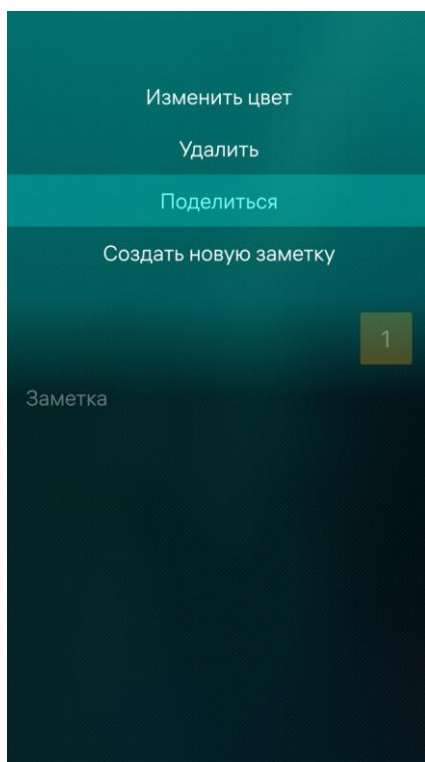 Изменить цвет
Удалить
Поделиться
Создать новую заметку
1
Заметка